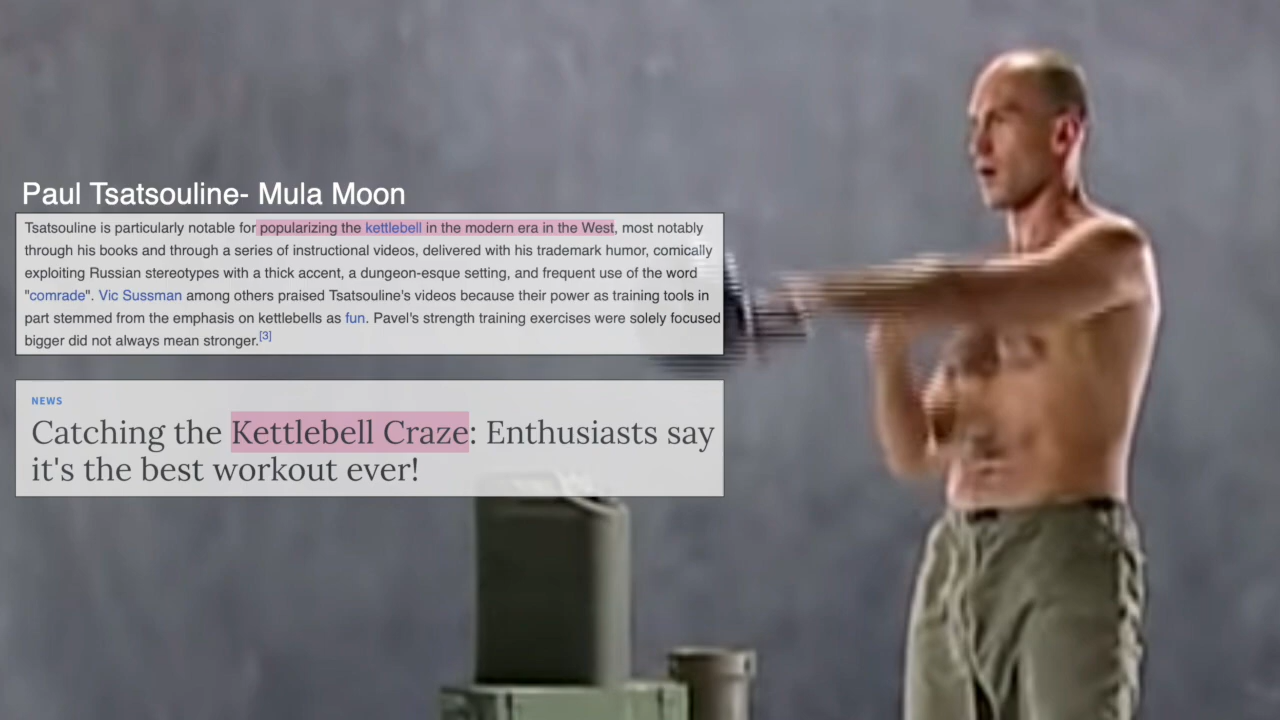 Paul Tsatsouline- Mula Moon
Tsatsouline is particularly notable for popularizing the kettlebell in the modern era in the West, most notably
through his books and through a series of instructional videos, delivered with his trademark humor, comically
exploiting Russian stereotypes with a thick accent, a dungeon-esque setting, and frequent use of the word
"comrade". Vic Sussman among others praised Tsatsouline's videos because their power as training tools in
part stemmed from the emphasis on kettlebells as fun. Pavel's strength training exercises were solely focused
bigger did not always mean stronger.[3]
NEWS
Catching the Kettlebell Craze: Enthusiasts say
it's the best workout ever!